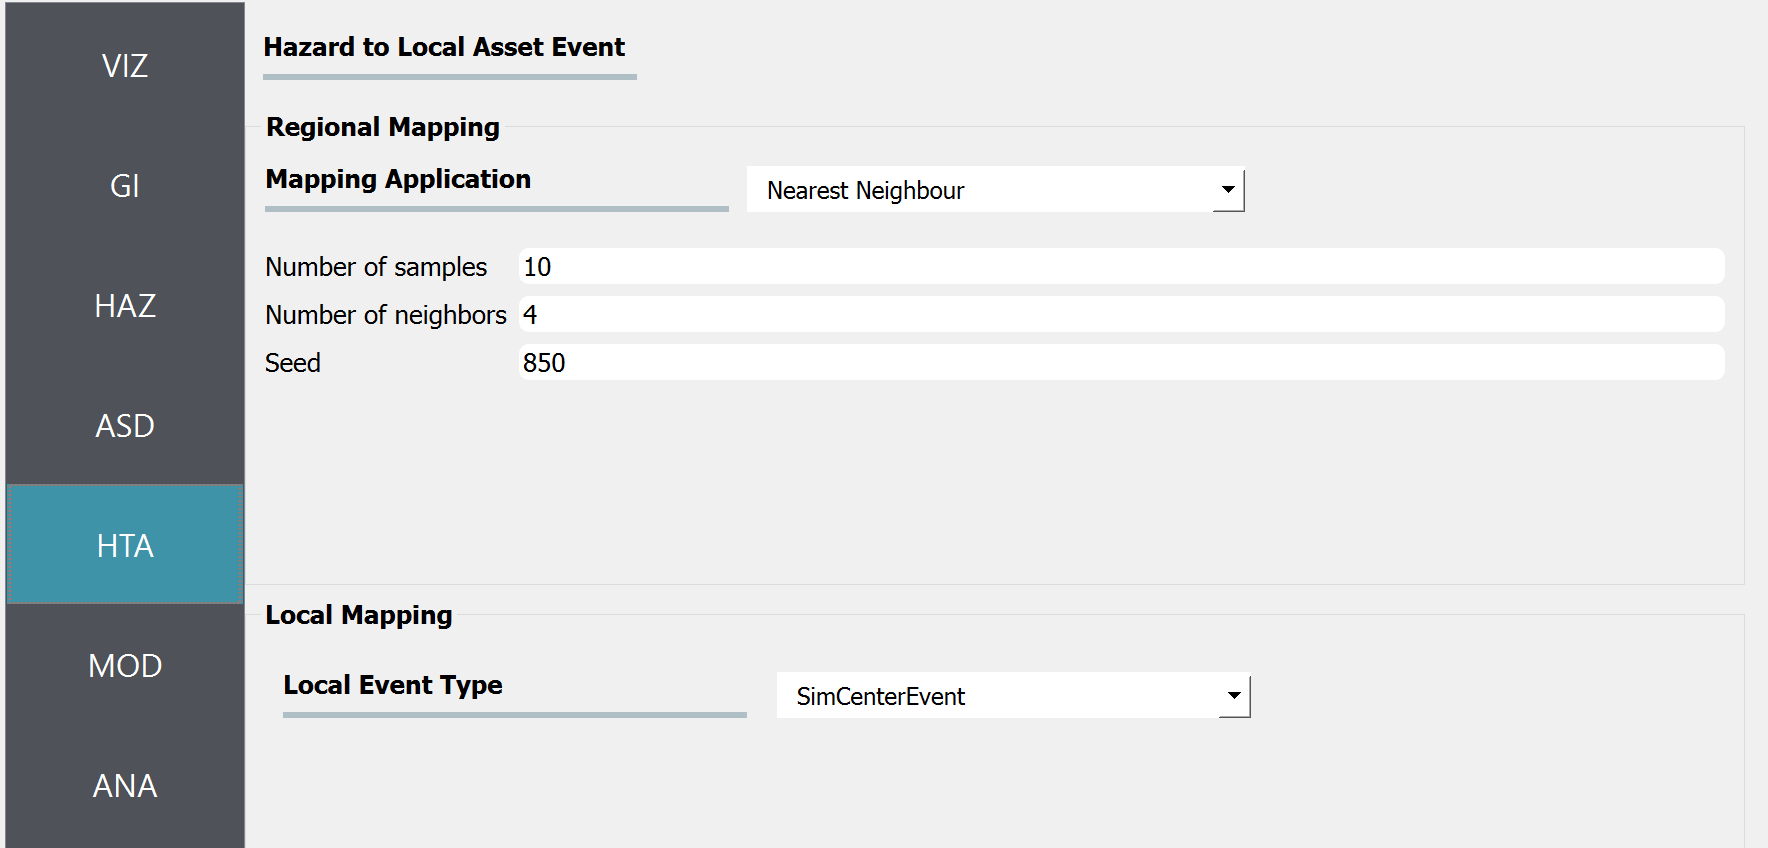 VIZ
GI
HAZ
ASD
HTA
MOD
ANA
Hazard to Local Asset Event
Regional Mapping
Mapping Application Nearest Neighbour
Number of samples 10
Number of neighbors 4
Seed 850
Local Mapping
Local Event Type SimCenterEvent